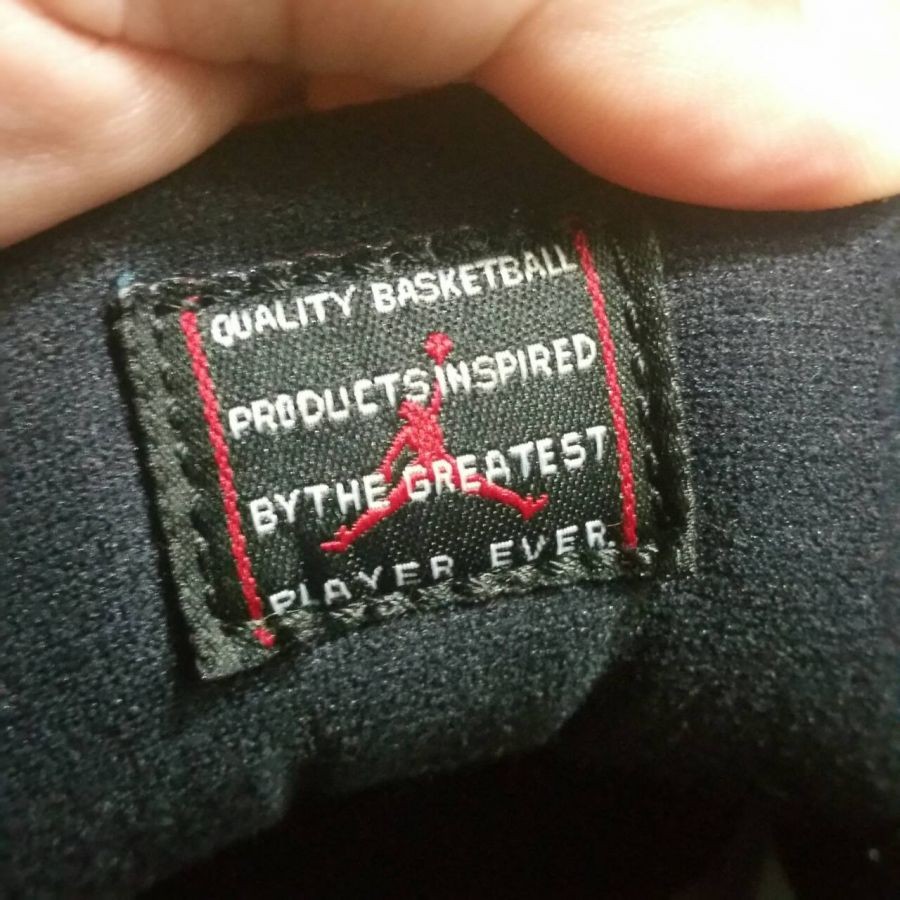 QUALITY BASKETBALL
PRODUCTS INSPIRED
BY THE GREATEST
PLAYER EVER.